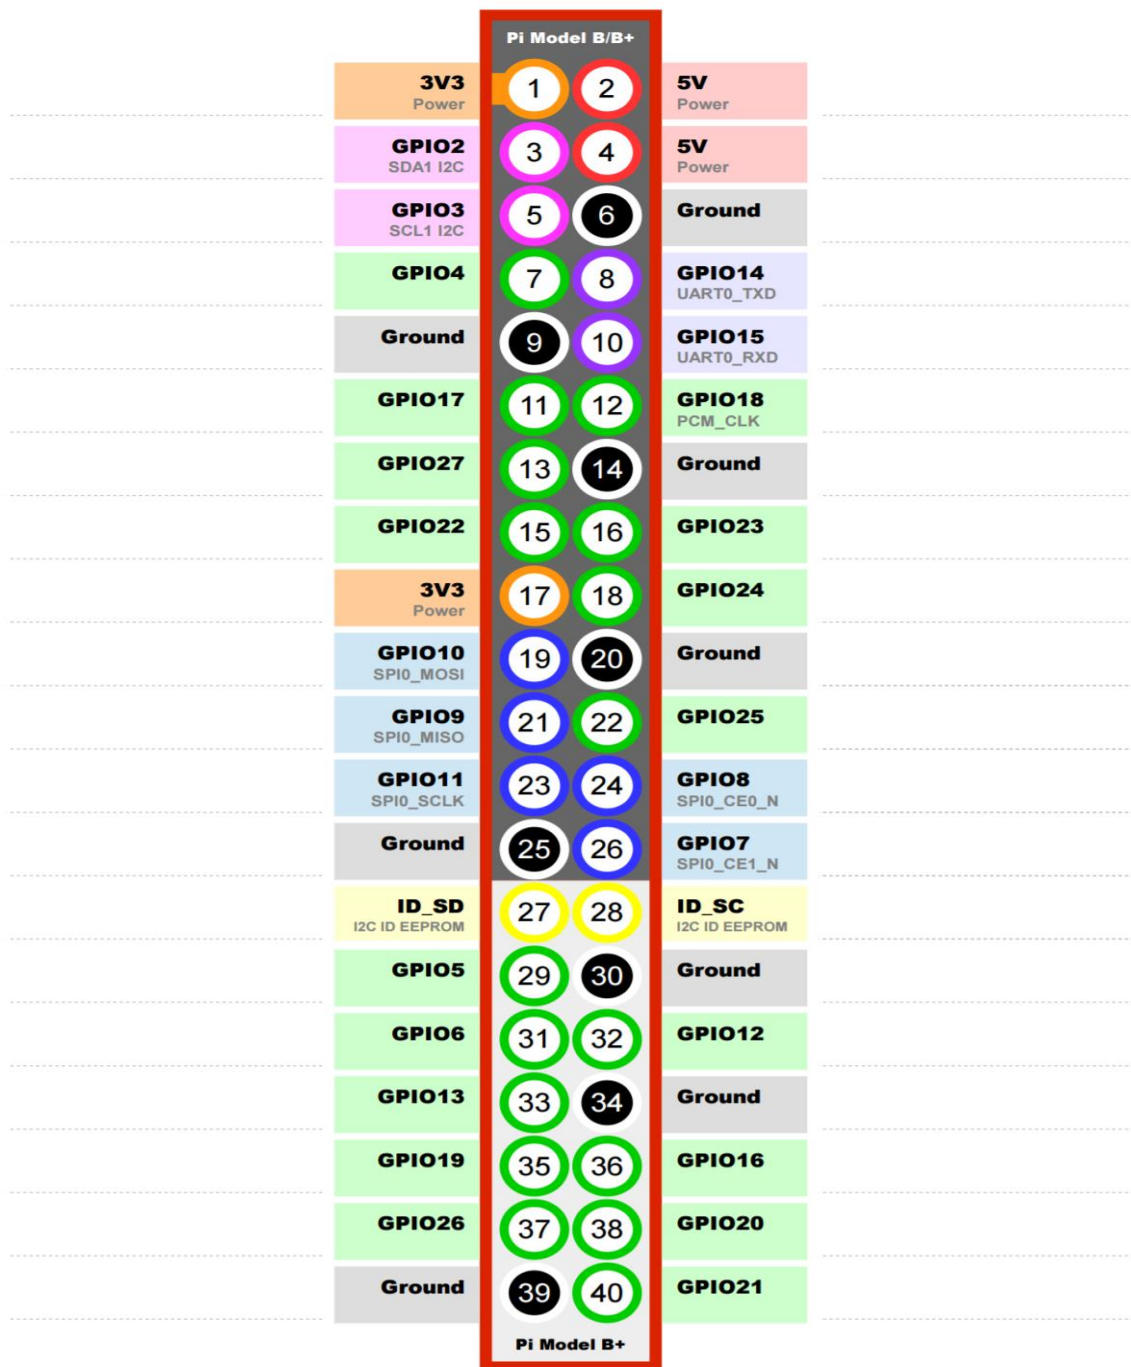 Pi Model B/B+
3V3 1 2 5V
Power Power
GPIO2 3 4 5V
SDA1 I2C Power
GPIO3 5 6 Ground
SCL1 I2C
GPIO4 7 8 GPIO14
UART0_TXD
Ground 9 10 GPIO15
UART0_RXD
GPIO17 11 12 GPIO18
PCM_CLK
GPIO27 13 14 Ground
GPIO22 15 16 GPIO23
3V3 17 18 GPIO24
Power
GPIO10 19 20 Ground
SPI0_MOSI
GPIO9 21 22 GPIO25
SPI0_MISO
GPIO11 23 24 GPIO8
SPI0_SCLK SPI0_CE0_N
Ground 25 26 GPIO7
SPI0_CE1_N
ID_SD 27 28 ID_SC
I2C ID EEPROM I2C ID EEPROM
GPIO5 29 30 Ground
GPIO6 31 32 GPIO12
GPIO13 33 34 Ground
GPIO19 35 36 GPIO16
GPIO26 37 38 GPIO20
Ground 39 40 GPIO21
Pi Model B+